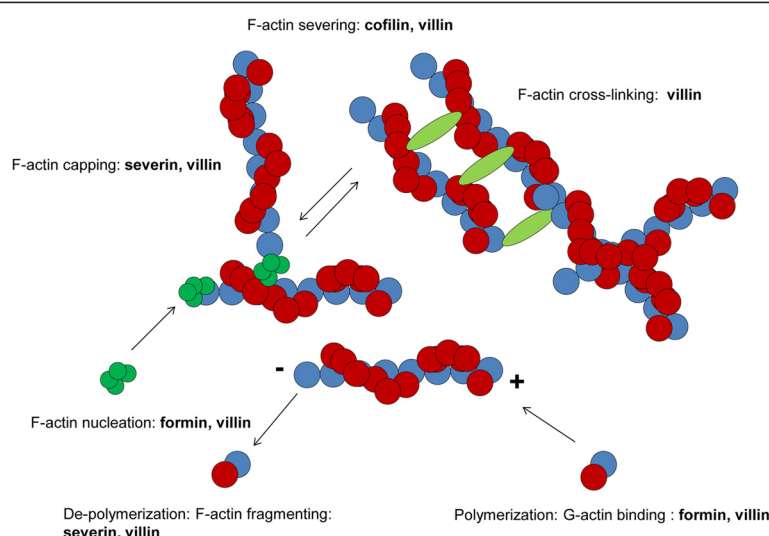 F-actin severing: cofilin, villin
F-actin cross-linking: villin
F-actin capping: severin, villin
-
+
F-actin nucleation: formin, villin
De-polymerization: F-actin fragmenting:
severin, villin
Polymerization: G-actin binding : formin, villin